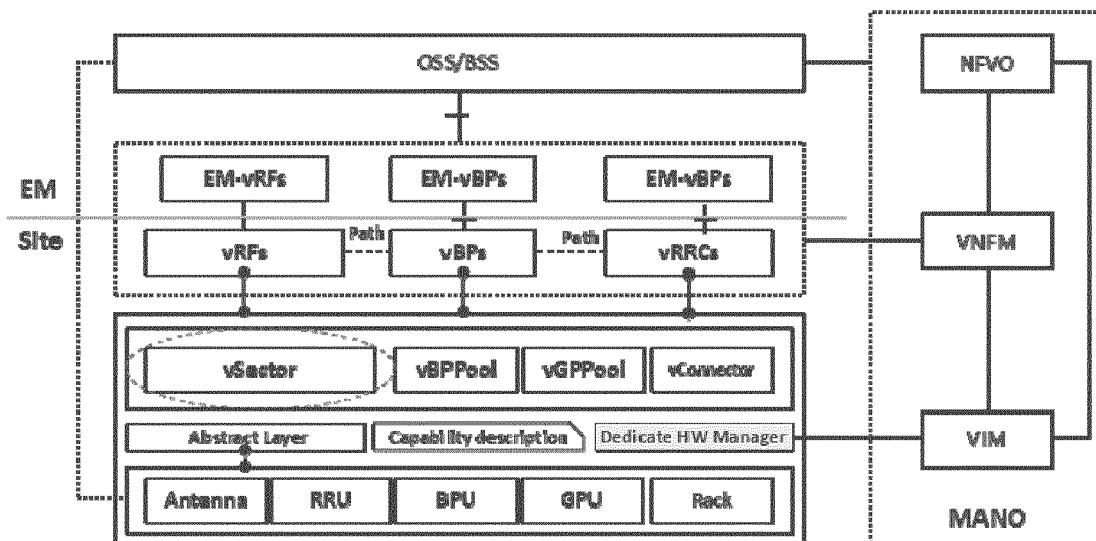 OSS/BSS
NFVO
EM-vRFs
EM-vBPs
EM-vBPs
EM
Site
Path
Path
vRFs
vBPs
vRRCs
VNFM
vSector
vBPPool
vGPPool
vConnector
Abstract Layer
Capability description
Dedicate HW Manager
VIM
Antanna
RRU
BPU
GPU
Rack
MANO